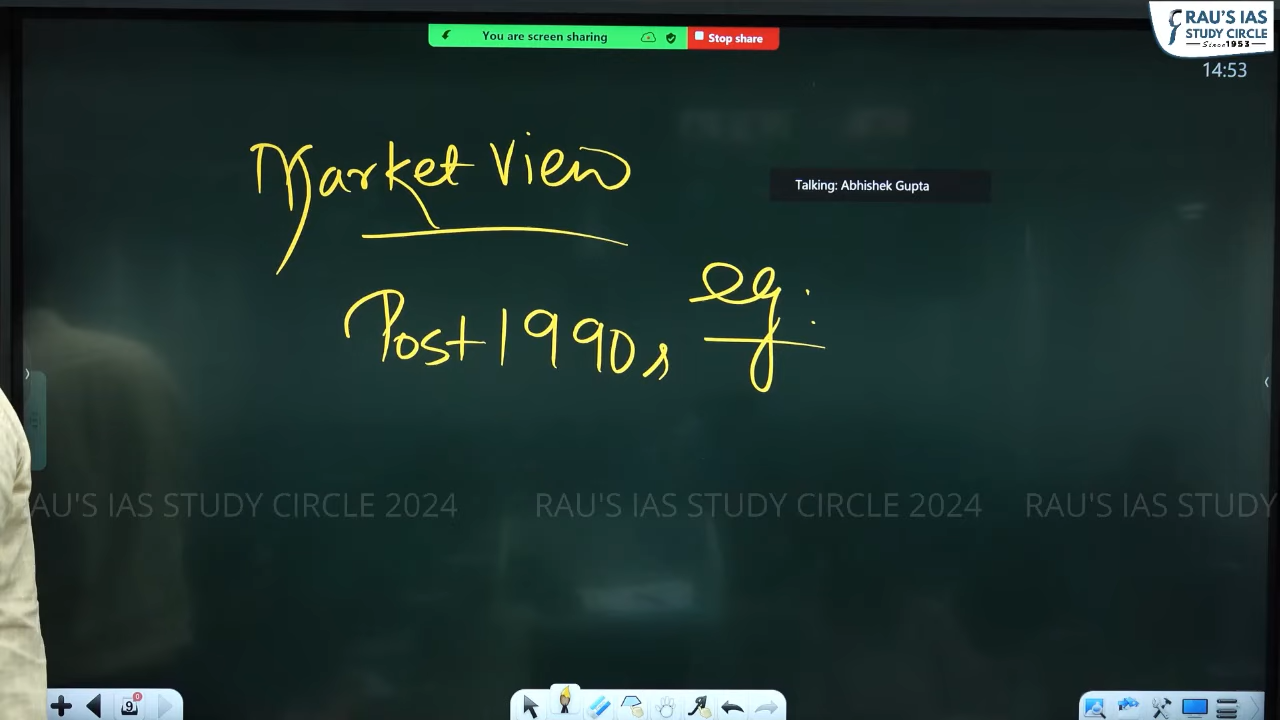 RAU'S IAS
STUDY CIRCLE
Since 1953
You are screen sharing
Stop share
14:53
Market View
Talking: Abhishek Gupta
Post 1990s eg:
RAU'S IAS STUDY CIRCLE 2024 RAU'S IAS STUDY CIRCLE 2024 RAU'S IAS STUDY
9